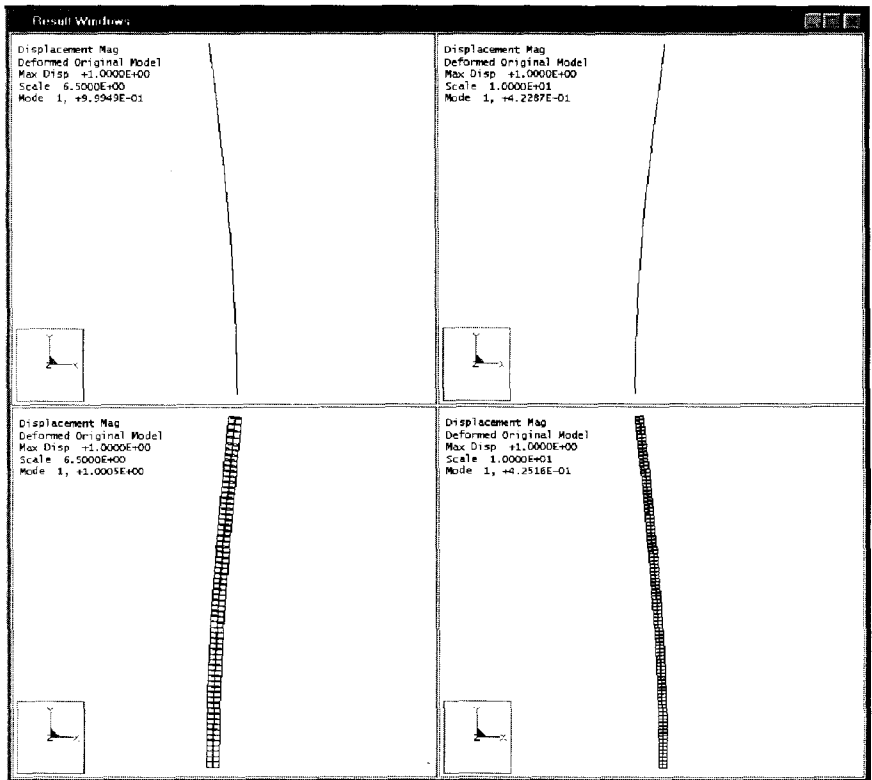 Result Windows
Displacement Mag
Deformed Original Model
Max Disp +1.0000E+00
Scale 6.5000E+00
Mode 1, +9.9949E-01
Y
Z X
Displacement Mag
Deformed Original Model
Max Disp +1.0000E+00
Scale 1.0000E+01
Mode 1, +4.2287E-01
Y
Z X
Displacement Mag
Deformed Original Model
Max Disp +1.0000E+00
Scale 6.5000E+00
Mode 1, +1.0005E+00
Y
Z X
Displacement Mag
Deformed Original Model
Max Disp +1.0000E+00
Scale 1.0000E+01
Mode 1, +4.2516E-01
Y
Z X